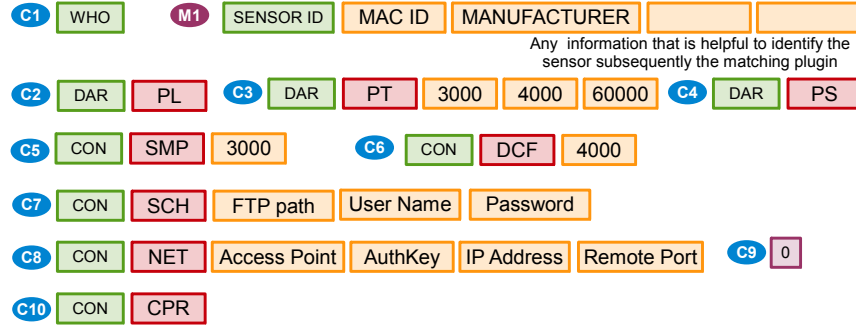 C1 WHO M1 SENSOR ID MAC ID MANUFACTURER
Any information that is helpful to identify the
sensor subsequently the matching plugin
C2 DAR PL C3 DAR PT 3000 4000 60000 C4 DAR PS
C5 CON SMP 3000 C6 CON DCF 4000
C7 CON SCH FTP path User Name Password
C8 CON NET Access Point AuthKey IP Address Remote Port C9 0
C10 CON CPR